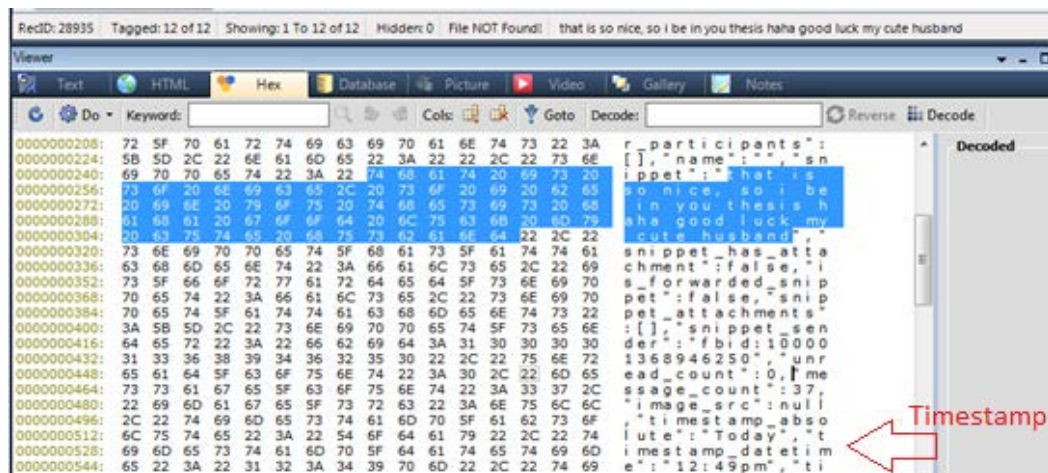 RecID: 28935 Tagged: 12 of 12 Showing: 1 To 12 of 12 Hidden: 0 File NOT Found! that is so nice, so i be in you thesis haha good luck my cute husband
Viewer
Text HTML Hex Database Picture Video Gallery Notes
Do Keyword: Cols: Goto Decode: Reverse Decode
0000000208: 72 5F 70 61 72 74 69 63 69 70 61 6E 74 73 22 3A r_participants":
Decoded
0000000224: 5B 5D 2C 22 6E 61 6D 65 22 3A 22 22 2C 22 73 6E [],"name":"","sn
0000000240: 69 70 70 65 74 22 3A 22 74 68 61 74 20 69 73 20 ippet":"that is 
0000000256: 73 6F 20 6E 69 63 65 2C 20 73 6F 20 69 20 62 65 so nice, so i be
0000000272: 20 69 6E 20 79 6F 75 20 74 68 65 73 69 73 20 68 in you thesis h
0000000288: 61 68 61 20 67 6F 6F 64 20 6C 75 63 6B 20 6D 79 aha good luck my
0000000304: 20 63 75 74 65 20 68 75 73 62 61 6E 64 22 2C 22 cute husband","
0000000320: 73 6E 69 70 70 65 74 5F 68 61 73 5F 61 74 74 61 snippet_has_atta
0000000336: 63 68 6D 65 6E 74 22 3A 66 61 6C 73 65 2C 22 69 chment":false,"i
0000000352: 73 5F 66 6F 72 77 61 72 64 65 64 5F 73 6E 69 70 s_forwarded_snip
0000000368: 70 65 74 22 3A 66 61 6C 73 65 2C 22 73 6E 69 70 pet":false,"snip
0000000384: 70 65 74 5F 61 74 74 61 63 68 6D 65 6E 74 73 22 pet_attachments"
0000000400: 3A 5B 5D 2C 22 73 6E 69 70 70 65 74 5F 73 65 6E :[],"snippet_sen
0000000416: 64 65 72 22 3A 22 66 62 69 64 3A 31 30 30 30 30 der":"fbid:10000
0000000432: 31 33 36 38 39 34 36 32 35 30 22 2C 22 75 6E 72 1368946250","unr
0000000448: 65 61 64 5F 63 6F 75 6E 74 22 3A 30 2C 22 6D 65 ead_count":0,"me
0000000464: 73 73 61 67 65 5F 63 6F 75 6E 74 22 3A 33 37 2C ssage_count":37,
0000000480: 22 69 6D 61 67 65 5F 73 72 63 22 3A 6E 75 6C 6C "image_src":null
0000000496: 2C 22 74 69 6D 65 73 74 61 6D 70 5F 61 62 73 6F ,"timestamp_abso
Timestamp
0000000512: 6C 75 74 65 22 3A 22 54 6F 64 61 79 22 2C 22 74 lute":"Today","t
0000000528: 69 6D 65 73 74 61 6D 70 5F 64 61 74 65 74 69 6D imestamp_datetim
0000000544: 65 22 3A 22 31 32 3A 34 39 70 6D 22 2C 22 74 69 e":"12:49pm","ti